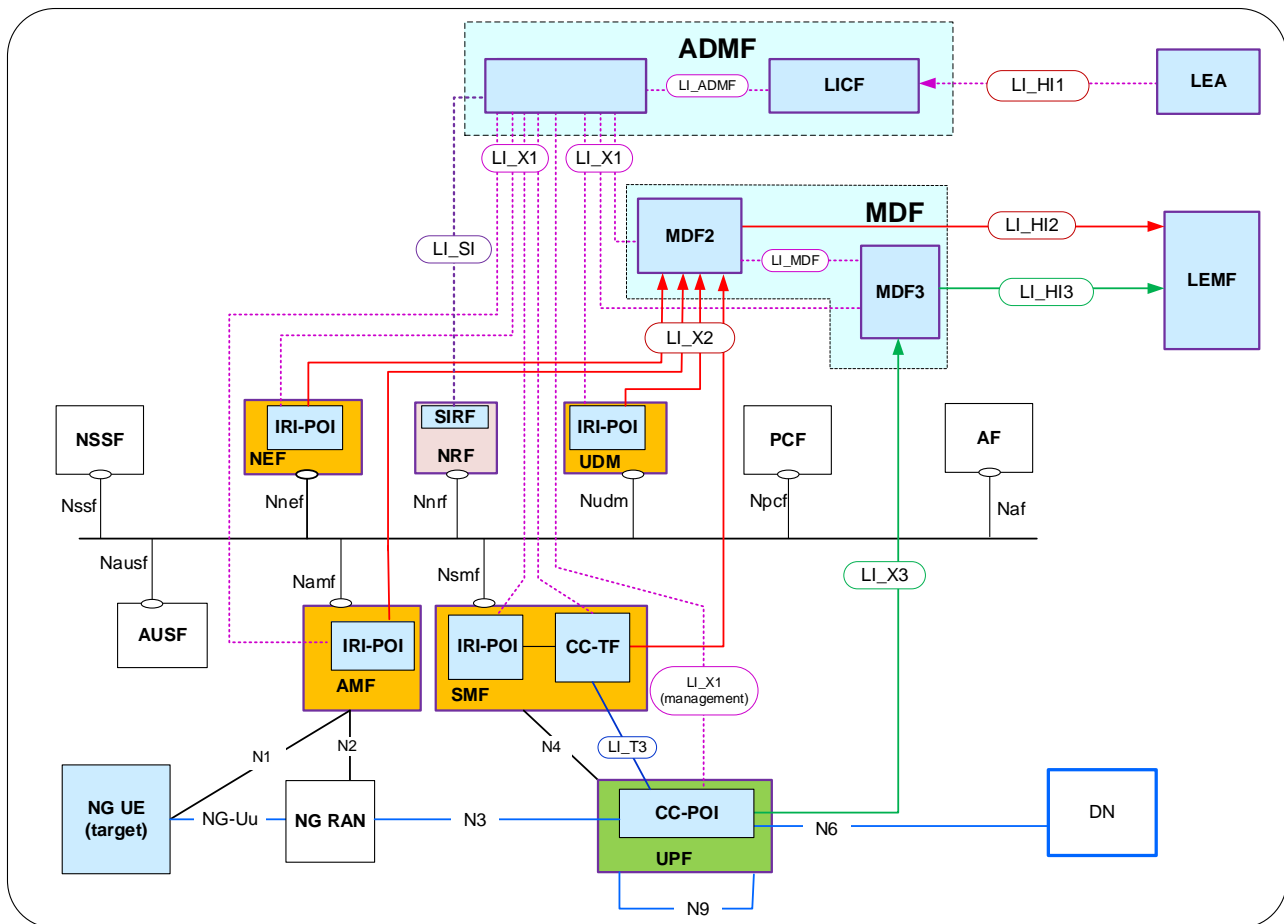 ADMF
LI_ADMF
LICF
LI_HI1
LEA
LI_X1
LI_X1
MDF
MDF2
LI_HI2
LI_SI
LI_MDF
LEMF
MDF3
LI_HI3
LI_X2
NSSF
IRI-POI
NEF
SIRF
NRF
IRI-POI
UDM
PCF
AF
Nssf
Nnef
Nnrf
Nudm
Npcf
Naf
Nausf
Namf
Nsmf
LI_X3
AUSF
IRI-POI
AMF
IRI-POI
CC-TF
SMF
LI_X1
(management)
N1
N2
N4
LI_T3
NG UE
(target)
NG-Uu
NG RAN
N3
CC-POI
UPF
N6
DN
N9